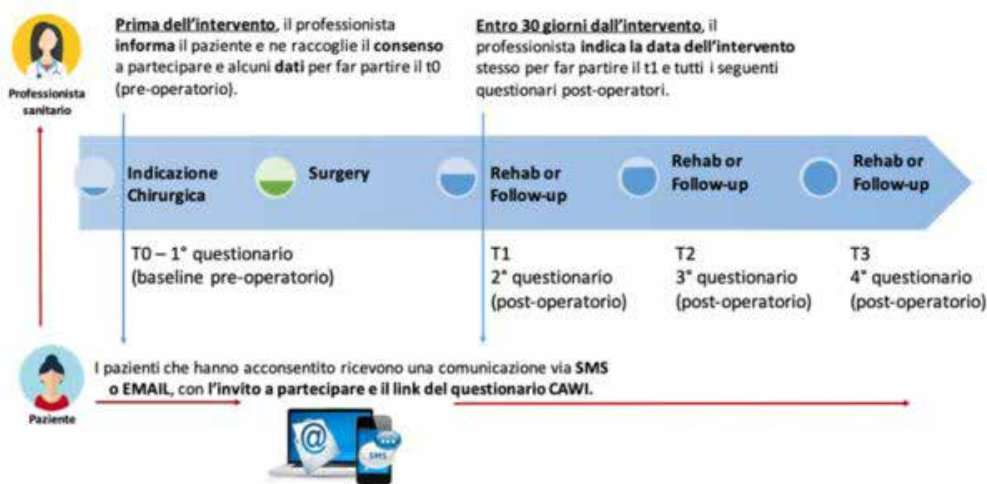 Prima dell'intervento, il professionista
informa il paziente e ne raccoglie il consenso
a partecipare e alcuni dati per far partire il t0
(pre-operatorio).
Entro 30 giorni dall'intervento, il
professionista indica la data dell'intervento
stesso per far partire il t1 e tutti i seguenti
questionari post-operatori.
Professionista
sanitario
Indicazione
Chirurgica
Surgery
Rehab or
Follow-up
Rehab or
Follow-up
Rehab or
Follow-up
T0 – 1° questionario
(baseline pre-operatorio)
T1
2° questionario
(post-operatorio)
T2
3° questionario
(post-operatorio)
T3
4° questionario
(post-operatorio)
I pazienti che hanno acconsentito ricevono una comunicazione via SMS
o EMAIL, con l'invito a partecipare e il link del questionario CAWI.
Paziente
@
SMS